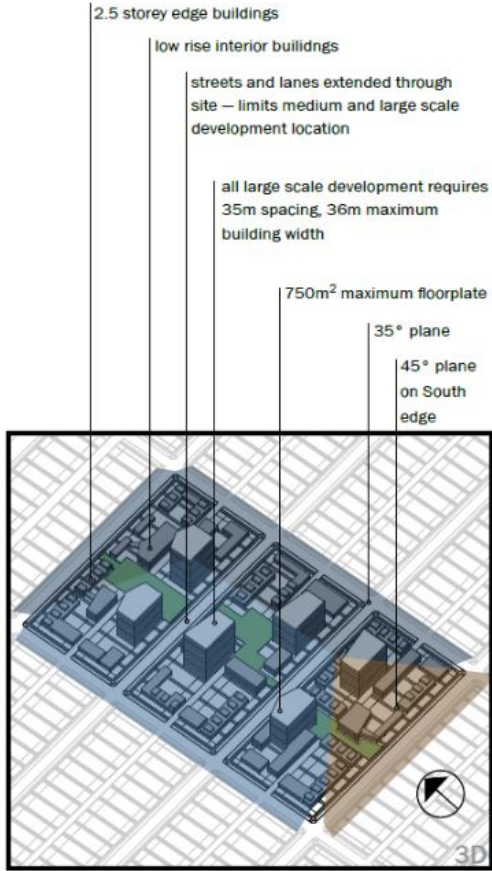 2.5 storey edge buildings
low rise interior builidngs
streets and lanes extended through
site — limits medium and large scale
development location
all large scale development requires
35m spacing, 36m maximum
building width
750m² maximum floorplate
35° plane
45° plane
on South
edge
3D